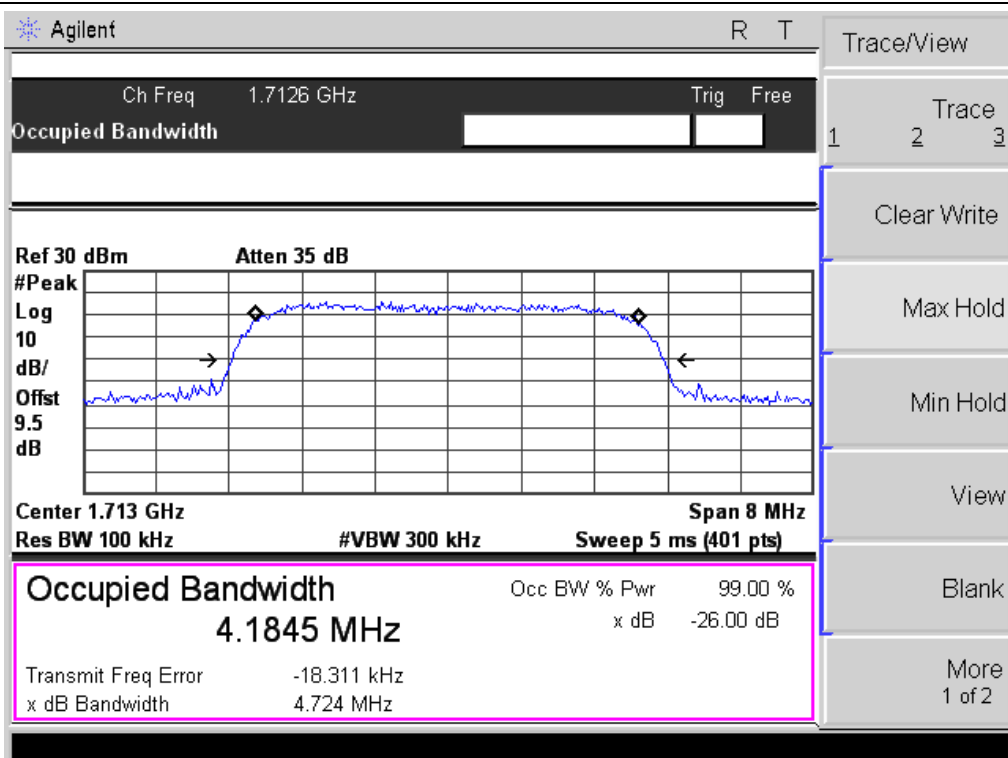 Agilent R T
Ch Freq 1.7126 GHz Trig Free
Occupied Bandwidth
Ref 30 dBm Atten 35 dB
#Peak
Log
10
dB/
Offst
9.5
dB
Center 1.713 GHz Span 8 MHz
Res BW 100 kHz #VBW 300 kHz Sweep 5 ms (401 pts)
Occupied Bandwidth
4.1845 MHz
Occ BW % Pwr 99.00 %
x dB -26.00 dB
Transmit Freq Error -18.311 kHz
x dB Bandwidth 4.724 MHz
Trace/View
Trace
1 2 3
Clear Write
Max Hold
Min Hold
View
Blank
More
1 of 2